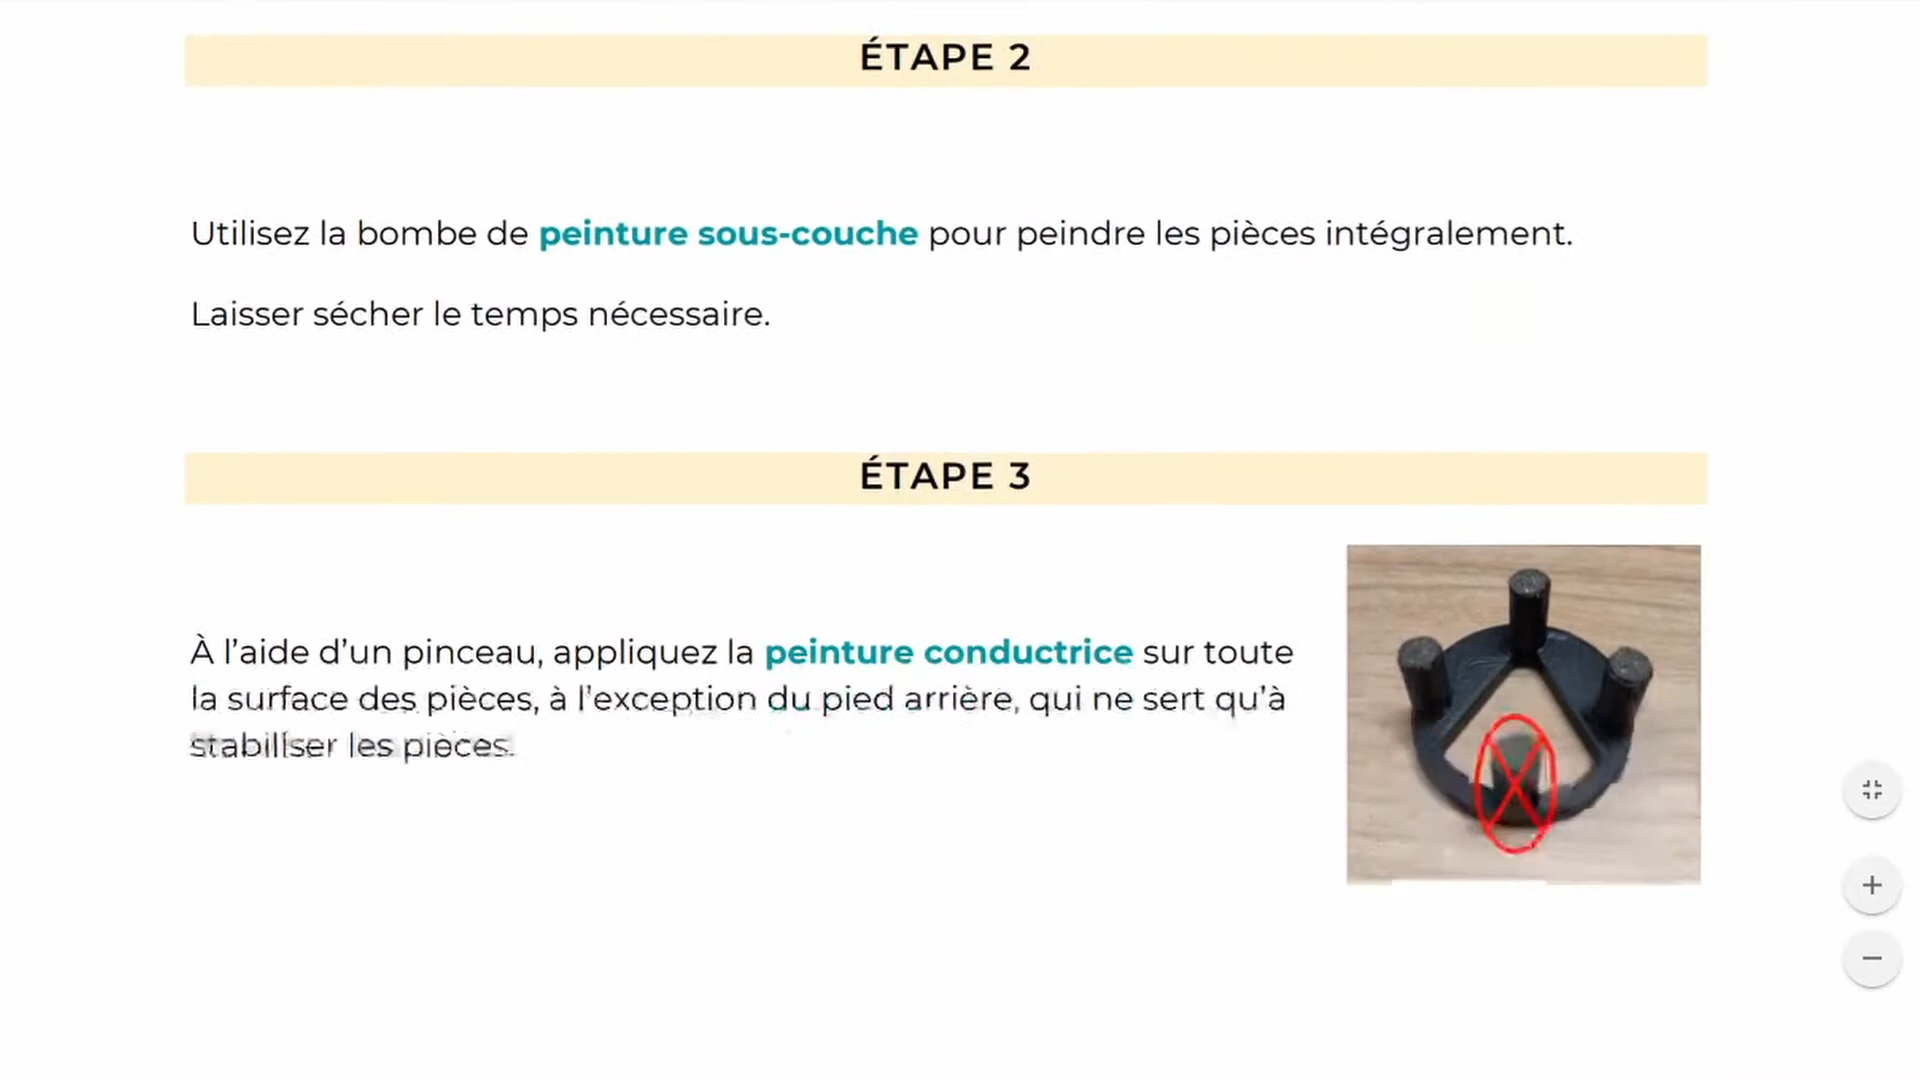 ÉTAPE 2
Utilisez la bombe de peinture sous-couche pour peindre les pièces intégralement.
Laisser sécher le temps nécessaire.
ÉTAPE 3
À l’aide d’un pinceau, appliquez la peinture conductrice sur toute
la surface des pièces, à l’exception du pied arrière, qui ne sert qu’à
stabiliser les pièces.